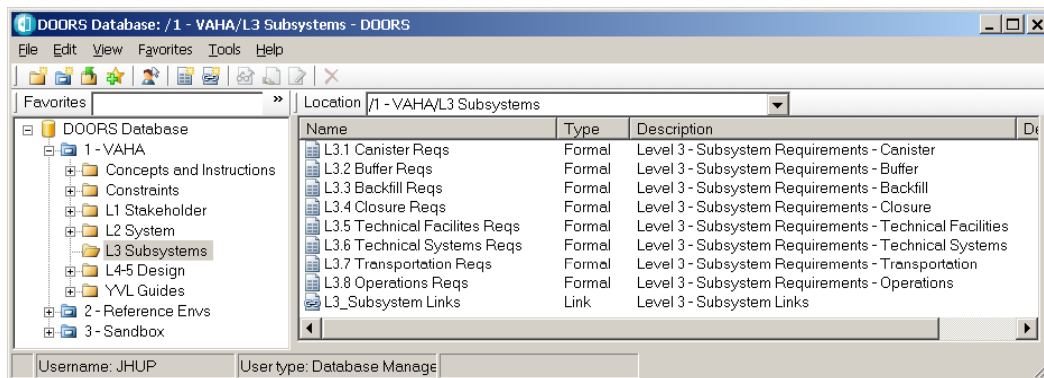 DOORS Database: /1 - VAHA/L3 Subsystems - DOORS
File Edit View Favorites Tools Help
Favorites » Location /1 - VAHA/L3 Subsystems
DOORS Database
1 - VAHA
Concepts and Instructions
Constraints
L1 Stakeholder
L2 System
L3 Subsystems
L4-5 Design
YVL Guides
2 - Reference Envs
3 - Sandbox
Name Type Description De
L3.1 Canister Reqs Formal Level 3 - Subsystem Requirements - Canister
L3.2 Buffer Reqs Formal Level 3 - Subsystem Requirements - Buffer
L3.3 Backfill Reqs Formal Level 3 - Subsystem Requirements - Backfill
L3.4 Closure Reqs Formal Level 3 - Subsystem Requirements - Closure
L3.5 Technical Facilites Reqs Formal Level 3 - Subsystem Requirements - Technical Facilities
L3.6 Technical Systems Reqs Formal Level 3 - Subsystem Requirements - Technical Systems
L3.7 Transportation Reqs Formal Level 3 - Subsystem Requirements - Transportation
L3.8 Operations Reqs Formal Level 3 - Subsystem Requirements - Operations
L3_Subsystem Links Link Level 3 - Subsystem Links
Username: JHUP User type: Database Manage